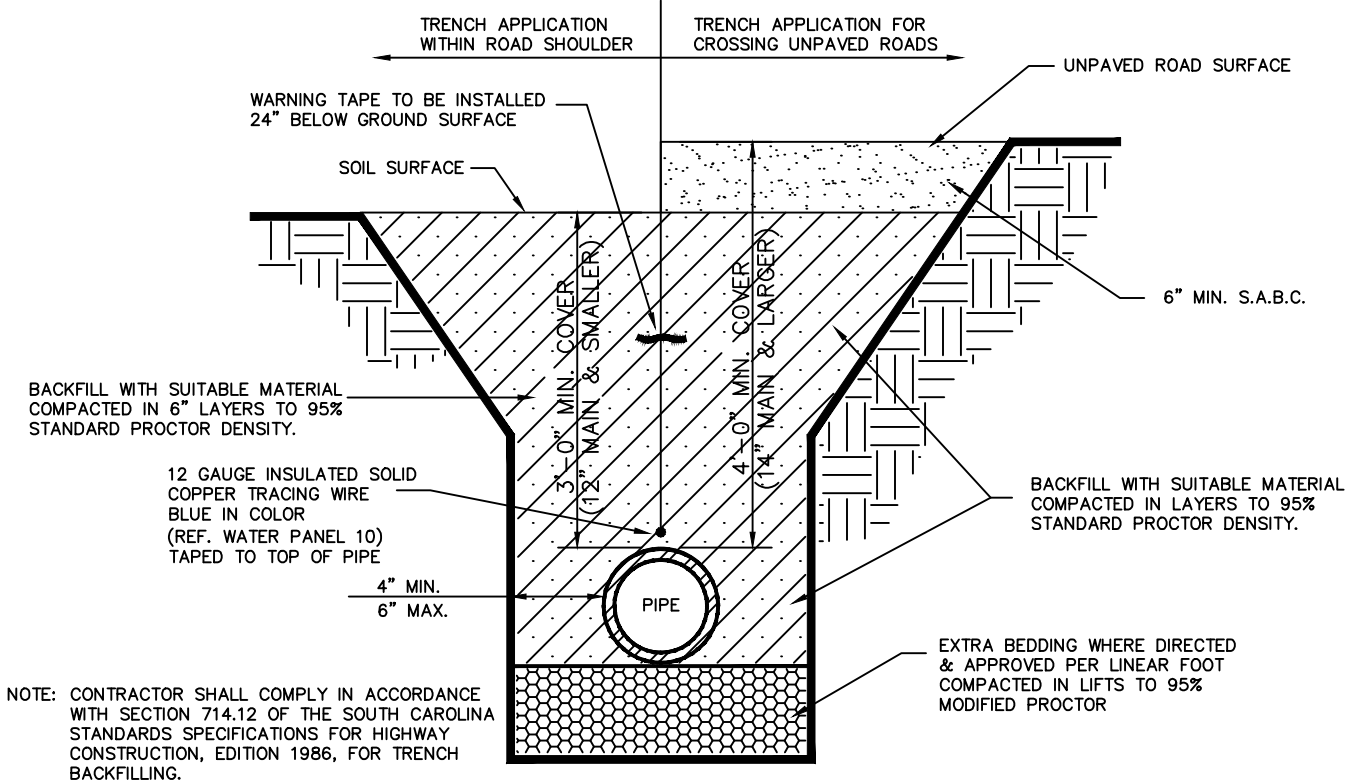 TRENCH APPLICATION
WITHIN ROAD SHOULDER
TRENCH APPLICATION FOR
CROSSING UNPAVED ROADS
UNPAVED ROAD SURFACE
WARNING TAPE TO BE INSTALLED
24" BELOW GROUND SURFACE
SOIL SURFACE
3'-0" MIN. COVER
(12" MAIN & SMALLER)
4'-0" MIN. COVER
(14" MAIN & LARGER)
6" MIN. S.A.B.C.
BACKFILL WITH SUITABLE MATERIAL
COMPACTED IN 6" LAYERS TO 95%
STANDARD PROCTOR DENSITY.
12 GAUGE INSULATED SOLID
COPPER TRACING WIRE
BLUE IN COLOR
(REF. WATER PANEL 10)
TAPED TO TOP OF PIPE
BACKFILL WITH SUITABLE MATERIAL
COMPACTED IN LAYERS TO 95%
STANDARD PROCTOR DENSITY.
4" MIN.
6" MAX.
PIPE
EXTRA BEDDING WHERE DIRECTED
& APPROVED PER LINEAR FOOT
COMPACTED IN LIFTS TO 95%
MODIFIED PROCTOR
NOTE: CONTRACTOR SHALL COMPLY IN ACCORDANCE
WITH SECTION 714.12 OF THE SOUTH CAROLINA
STANDARDS SPECIFICATIONS FOR HIGHWAY
CONSTRUCTION, EDITION 1986, FOR TRENCH
BACKFILLING.